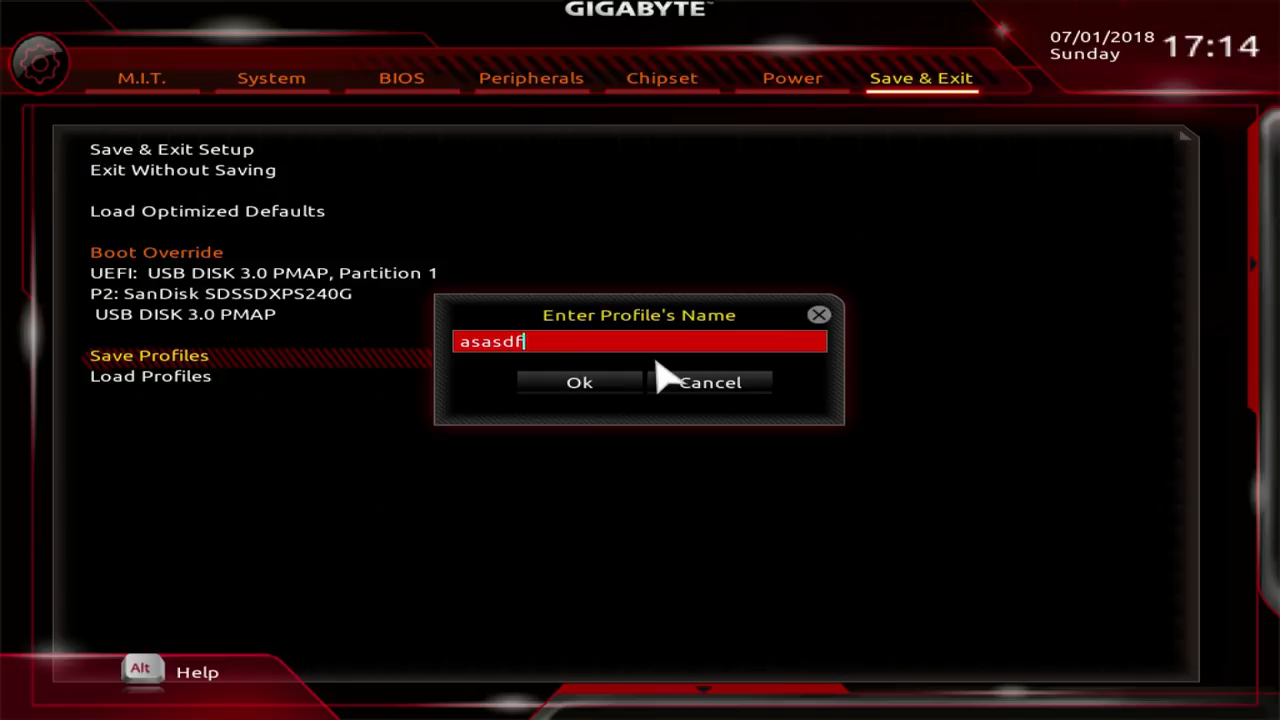 GIGABYTE™
07/01/2018
Sunday
17:14
M.I.T.
System
BIOS
Peripherals
Chipset
Power
Save & Exit
Save & Exit Setup
Exit Without Saving
Load Optimized Defaults
Boot Override
UEFI: USB DISK 3.0 PMAP, Partition 1
P2: SanDisk SDSSDXPS240G
USB DISK 3.0 PMAP
Save Profiles
Load Profiles
Enter Profile's Name
asasdf
Ok
Cancel
Alt
Help